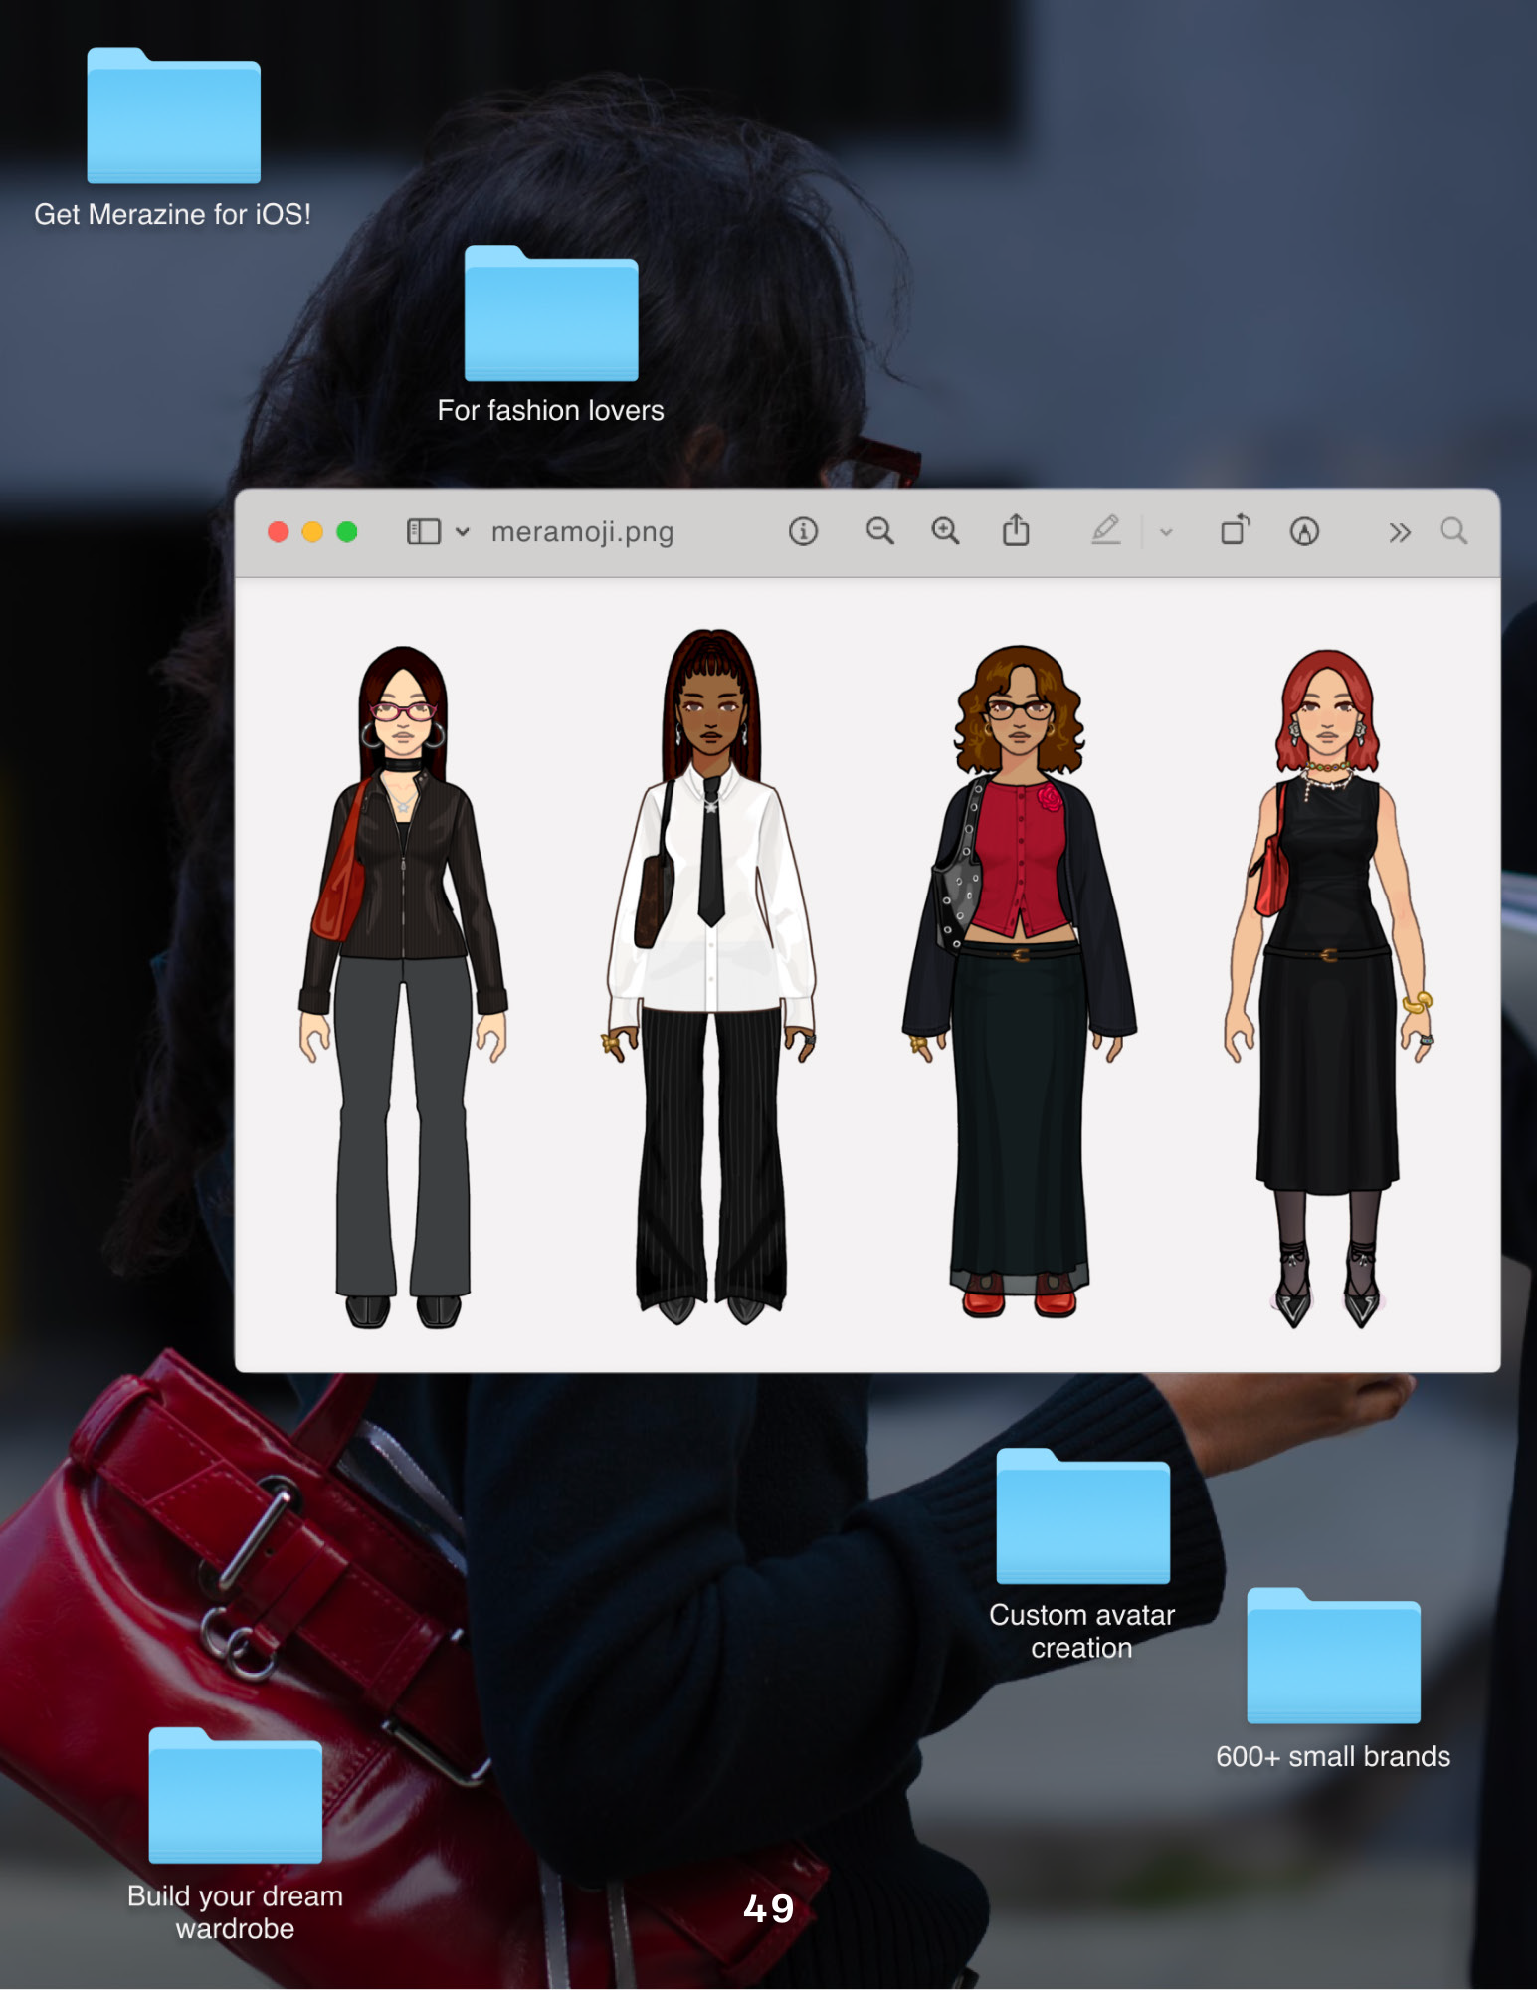 Get Merazine for iOS!
For fashion lovers
meramoji.png
Custom avatar
creation
600+ small brands
Build your dream
wardrobe
49